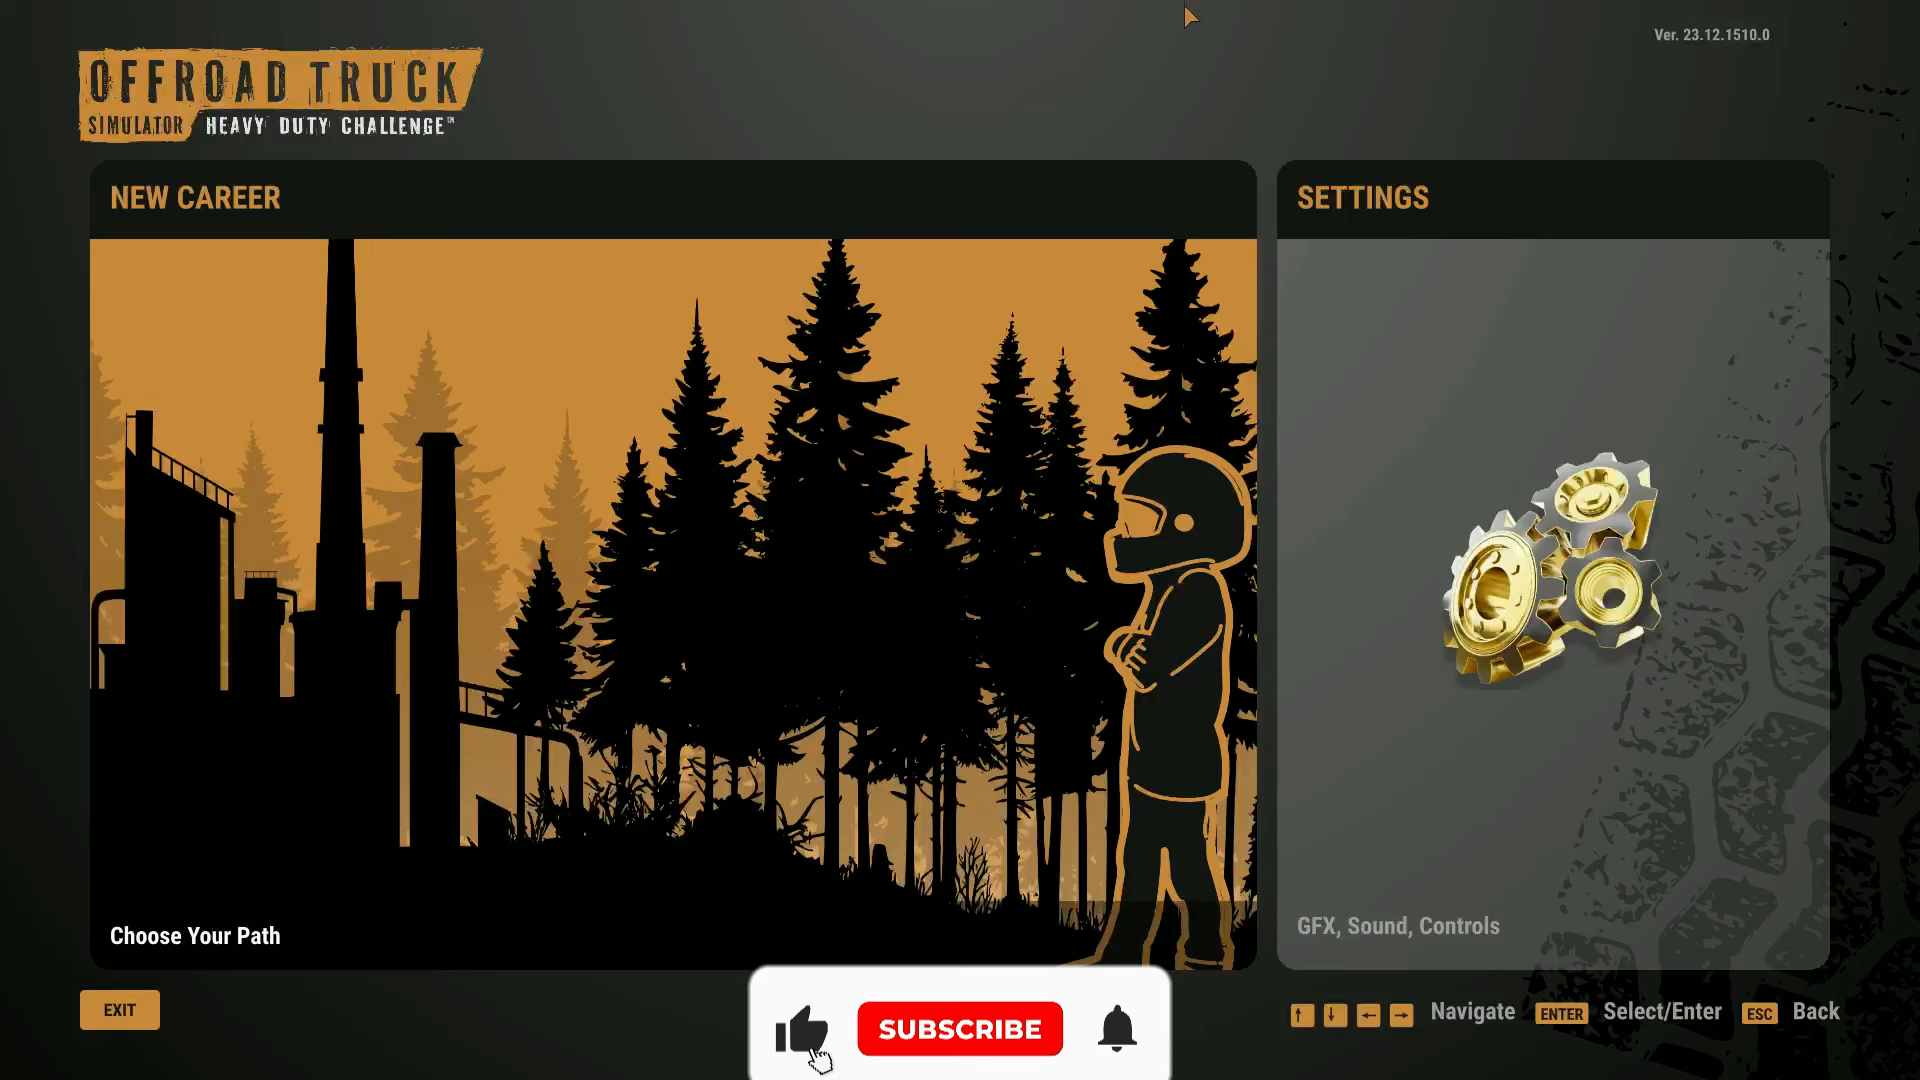 Ver. 23.12.1510.0
OFFROAD TRUCK
SIMULATOR HEAVY DUTY CHALLENGE™
NEW CAREER
SETTINGS
Choose Your Path
GFX, Sound, Controls
EXIT
SUBSCRIBE
↑ ↓ ← → Navigate ENTER Select/Enter ESC Back